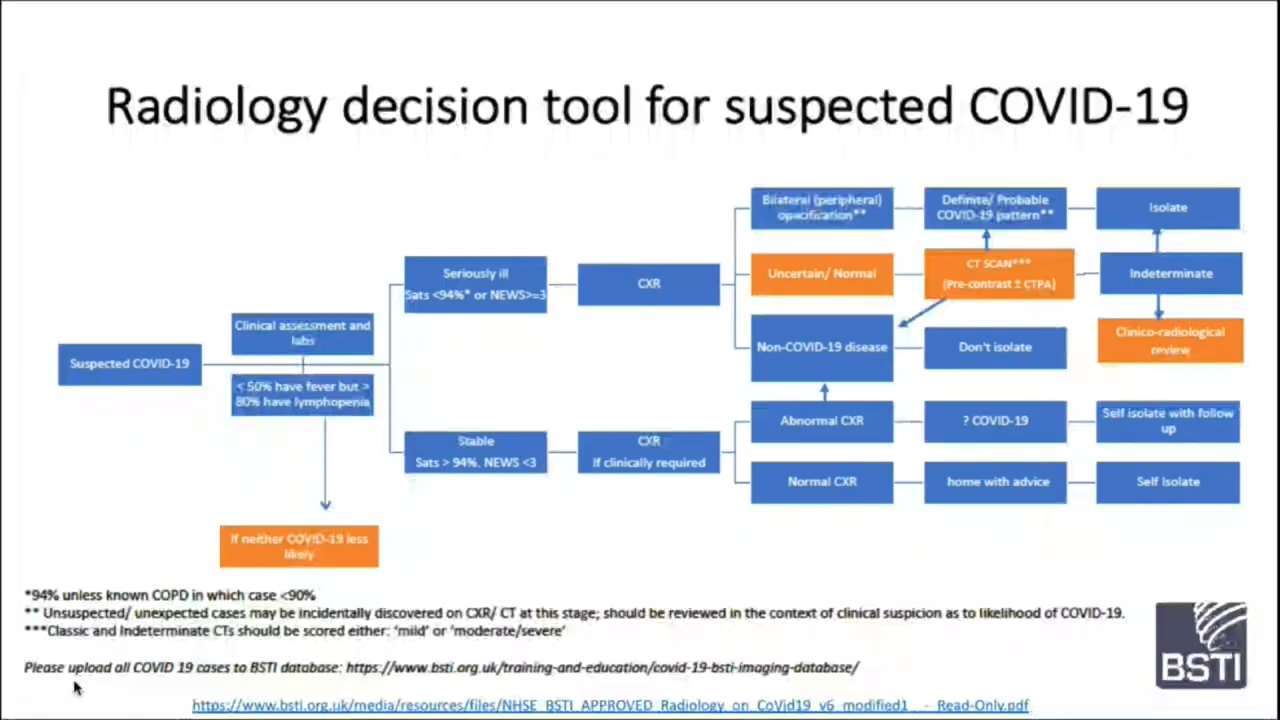 Radiology decision tool for suspected COVID-19
Bilateral (peripheral)
opacification**
Definite/ Probable
COVID-19 pattern**
Isolate
Seriously ill
Sats <94%* or NEWS>=3
CXR
Uncertain/ Normal
CT SCAN***
(Pre-contrast ± CTPA)
Indeterminate
Clinical assessment and
labs
Suspected COVID-19
Non-COVID-19 disease
Don't isolate
Clinico-radiological
review
< 50% have fever but >
80% have lymphopenia
Stable
Sats > 94%. NEWS <3
CXR
If clinically required
Abnormal CXR
? COVID-19
Self isolate with follow
up
Normal CXR
home with advice
Self Isolate
If neither COVID-19 less
likely
*94% unless known COPD in which case <90%
** Unsuspected/ unexpected cases may be incidentally discovered on CXR/ CT at this stage; should be reviewed in the context of clinical suspicion as to likelihood of COVID-19.
***Classic and Indeterminate CTs should be scored either: 'mild' or 'moderate/severe'
Please upload all COVID 19 cases to BSTI database: https://www.bsti.org.uk/training-and-education/covid-19-bsti-imaging-database/
BSTI
https://www.bsti.org.uk/media/resources/files/NHSE_BSTI_APPROVED_Radiology_on_CoVid19_v6_modified1__-_Read-Only.pdf